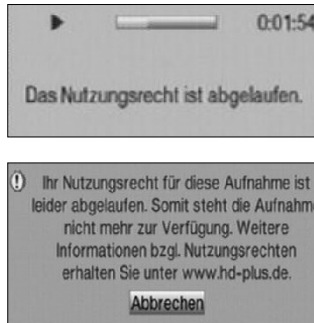 0:01:54
Das Nutzungsrecht ist abgelaufen.
Ihr Nutzungsrecht für diese Aufnahme ist
leider abgelaufen. Somit steht die Aufnahm
nicht mehr zur Verfügung. Weitere
Informationen bzgl. Nutzungsrechten
erhalten Sie unter www.hd-plus.de.
Abbrechen